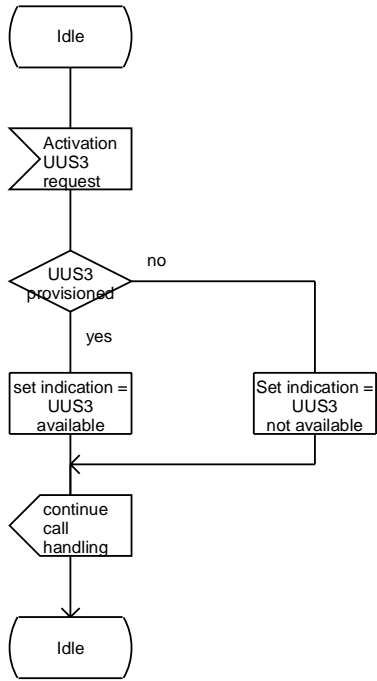 Idle
Activation
UUS3
request
no
UUS3
provisioned
yes
set indication =
UUS3
available
Set indication =
UUS3
not available
continue
call
handling
Idle